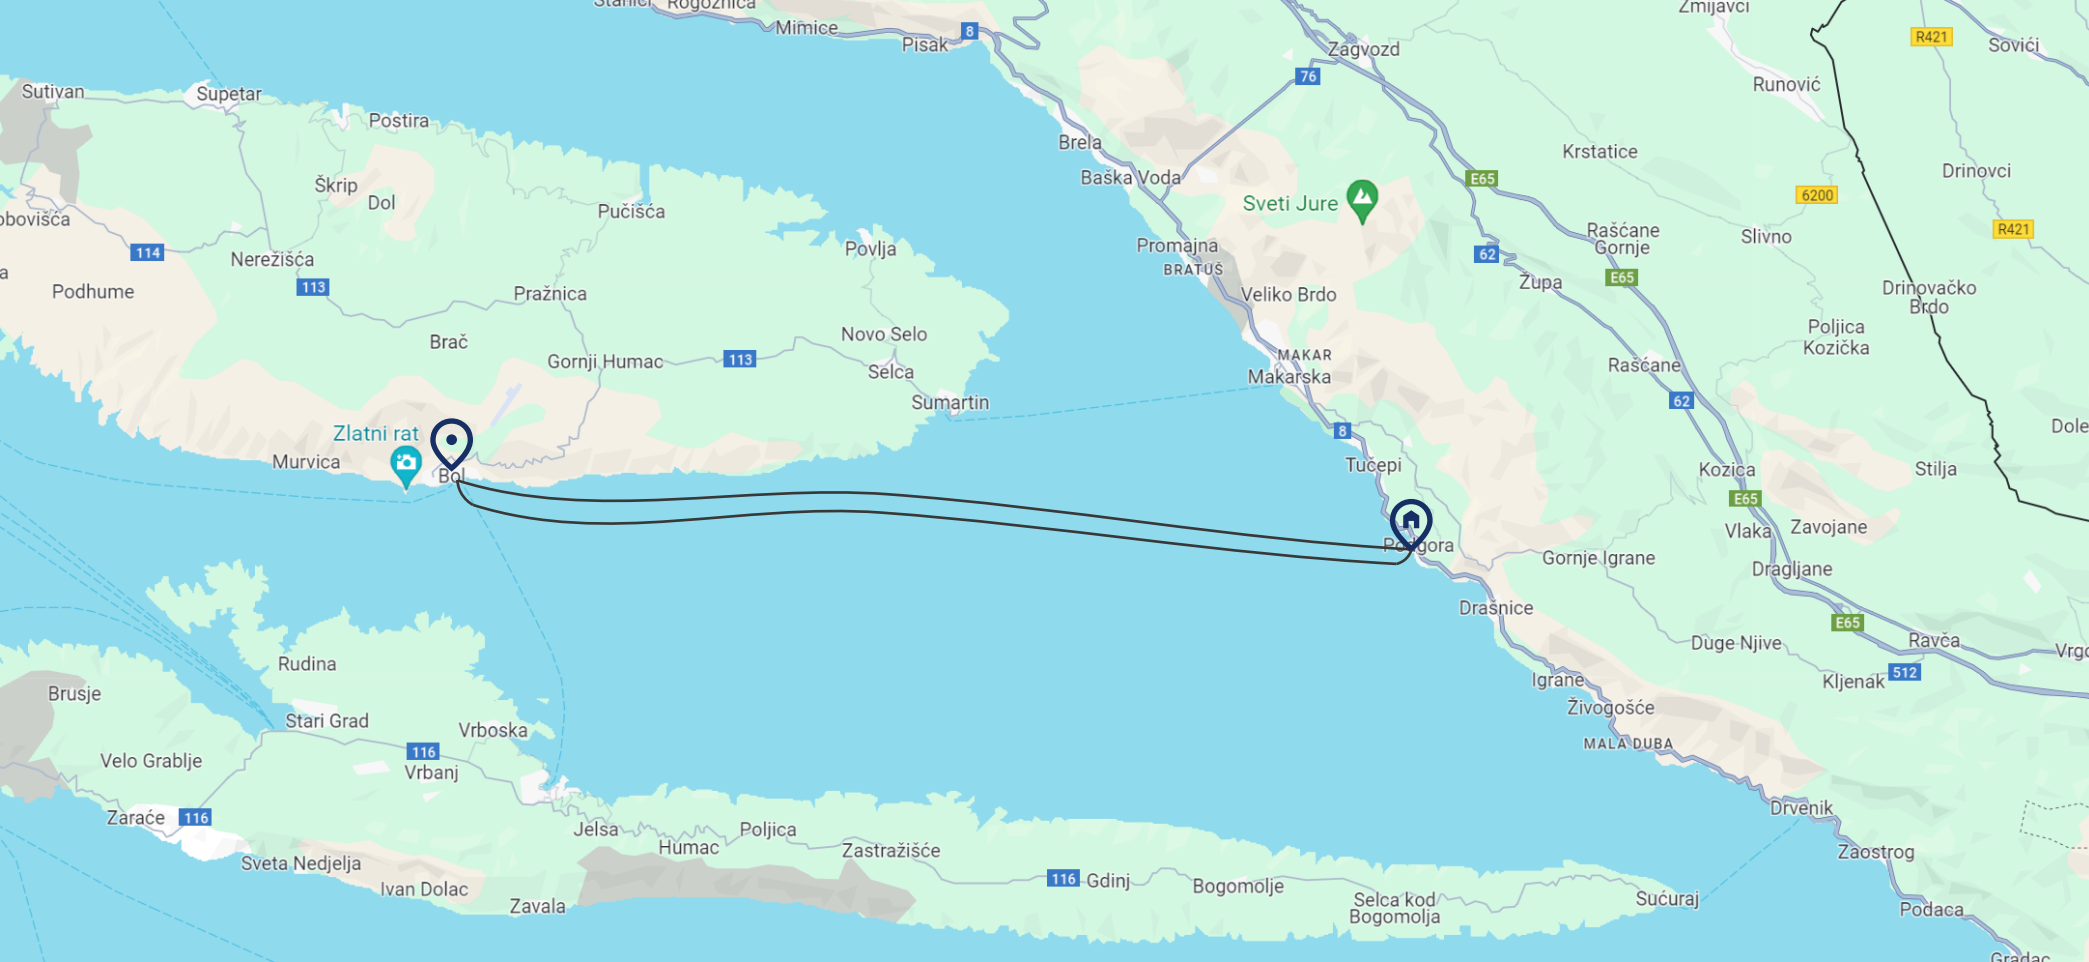 Rogoznica
Mimice
Pisak
8
Zagvozd
76
Zmijavci
R421
Sovići
Runović
Sutivan
Supetar
Postira
Brela
Baška Voda
Krstatice
E65
Drinovci
6200
Škrip
Dol
Pučišća
Sveti Jure
R421
114
Nerežišća
Povlja
Promajna
BRATUŠ
Rašćane
Gornje
Slivno
62
E65
Župa
Podhume
113
Pražnica
Veliko Brdo
Drinovačko
Brdo
Brač
Gornji Humac
113
Novo Selo
Selca
Sumartin
MAKAR
Makarska
Poljica
Kozička
Rašćane
62
Zlatni rat
Murvica
Bol
8
Tučepi
Kozica
Stilja
E65
Vlaka
Zavojane
Podgora
Gornje Igrane
Dragljane
Drašnice
E65
Ravča
Duge Njive
Kljenak
512
Rudina
Brusje
Stari Grad
Vrboska
Igrane
Živogošće
MALA DUBA
116
Vrbanj
Velo Grablje
Zaraće
116
Jelsa
Humac
Poljica
Zastražišće
Drvenik
Zaostrog
Sveta Nedjelja
Ivan Dolac
Zavala
116
Gdinj
Bogomolje
Selca kod
Bogomolja
Sućuraj
Podaca
Gradac